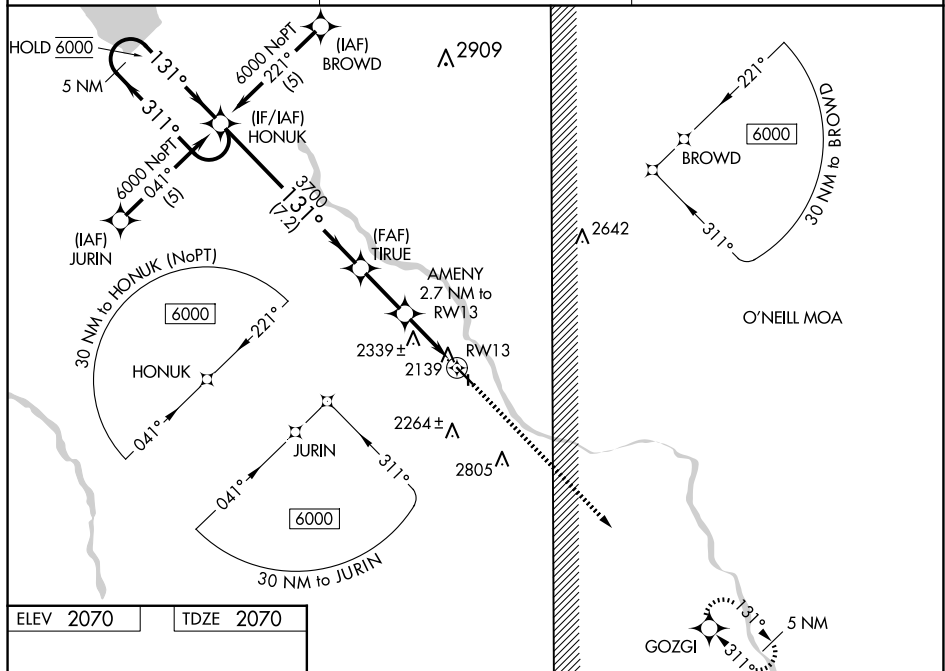 HOLD 6000
5 NM
131°
311°
6000 NoPT
221°
(5)
(IAF)
BROWD
2909
(IF/IAF)
HONUK
6000 NoPT
041°
(5)
(IAF)
JURIN
3700
131°
(7.2)
(FAF)
TIRUE
AMENY
2.7 NM to
RW13
2339 ±
2139
RW13
2264 ±
2805
2642
30 NM to HONUK (NoPT)
6000
221°
HONUK
041°
JURIN
041°
311°
6000
30 NM to JURIN
221°
6000
BROWD
311°
30 NM to BROWD
O'NEILL MOA
ELEV 2070
TDZE 2070
GOZGI
131°
311°
5 NM